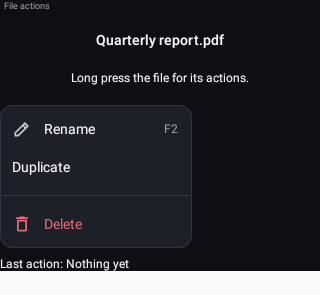 File actions
Quarterly report.pdf
Long press the file for its actions.
Rename F2
Duplicate
Delete
Last action: Nothing yet